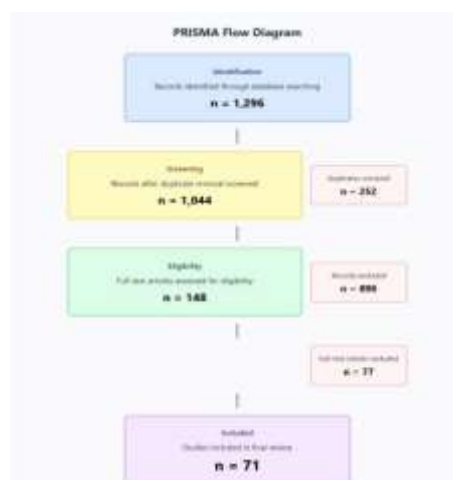 PRISMA Flow Diagram
Identification
Records identified through database searching
n = 1,296
Screening
Records after duplicate removal screened
n = 1,044
Duplicates removed
n = 252
Eligibility
Full-text articles assessed for eligibility
n = 148
Records excluded
n = 896
Full-text articles excluded
n = 77
Included
Studies included in final review
n = 71